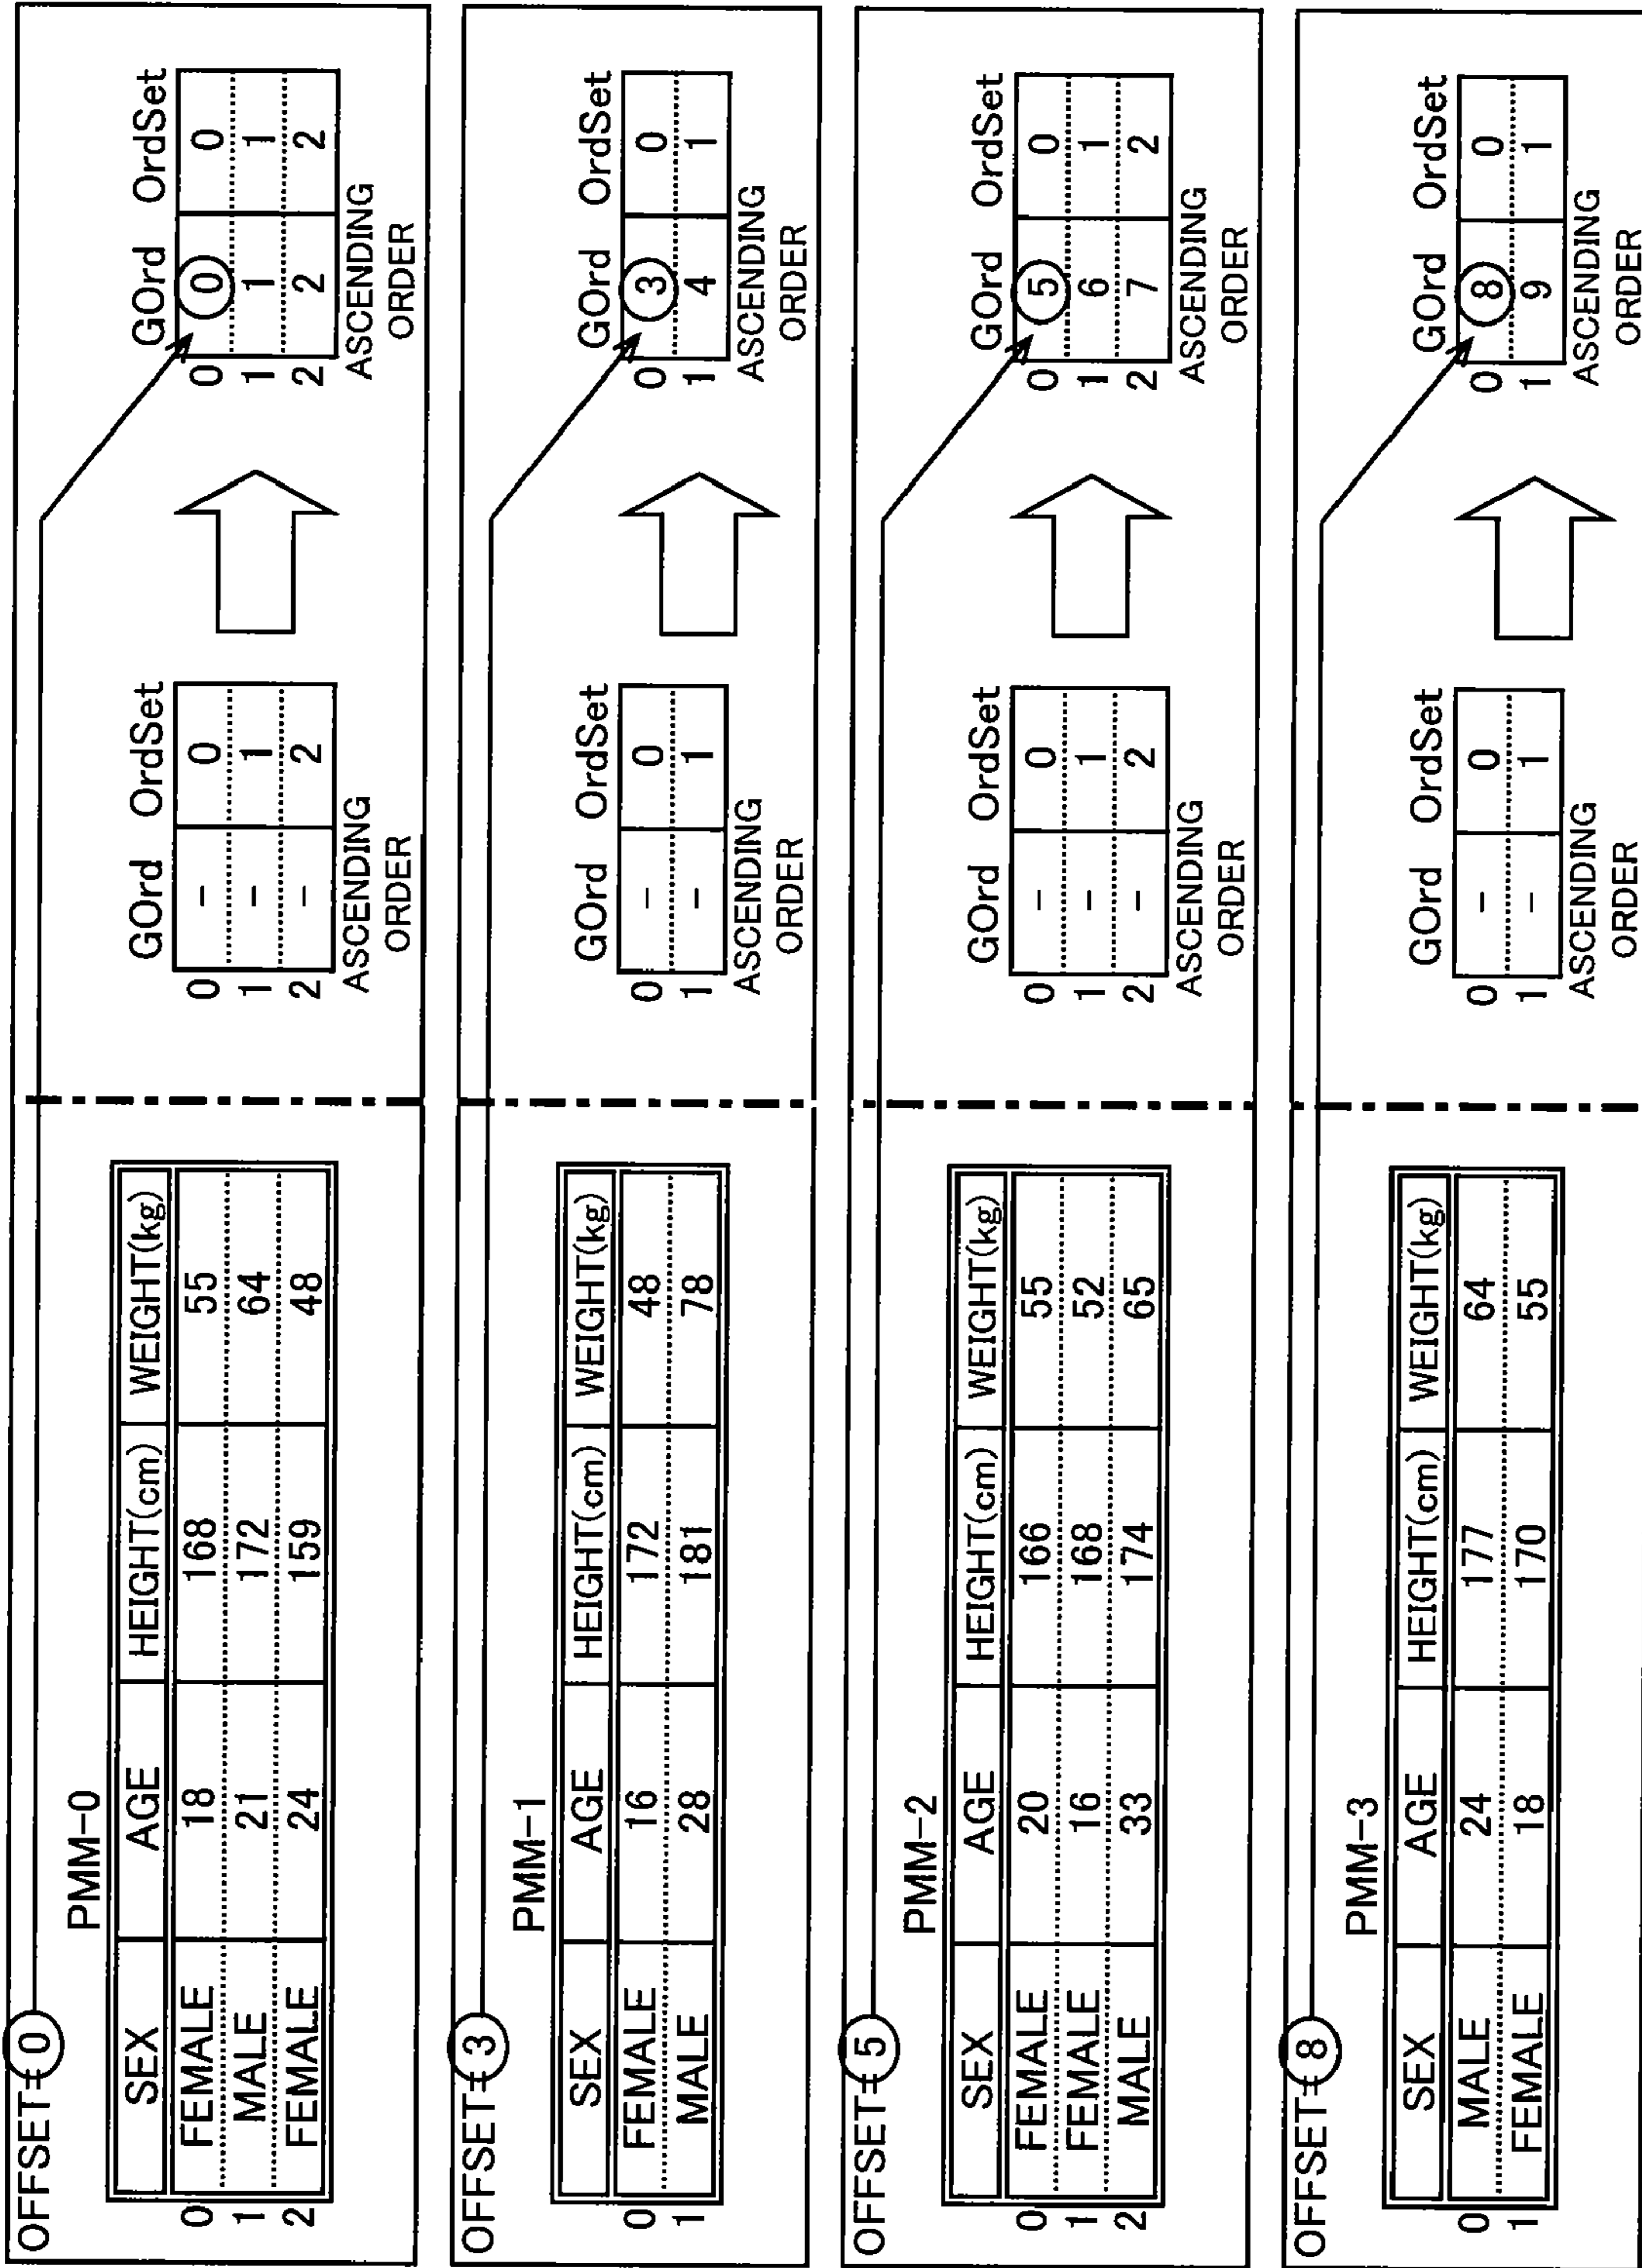 OFFSET=0
PMM-0
SEX AGE HEIGHT(cm) WEIGHT(kg)
0 FEMALE 18 168 55
1 MALE 21 172 64
2 FEMALE 24 159 48
GOrd OrdSet
0 - 0
1 - 1
2 - 2
ASCENDING
ORDER
GOrd OrdSet
0 0 0
1 1 1
2 2 2
ASCENDING
ORDER
OFFSET=3
PMM-1
SEX AGE HEIGHT(cm) WEIGHT(kg)
0 FEMALE 16 172 48
1 MALE 28 181 78
GOrd OrdSet
0 - 0
1 - 1
ASCENDING
ORDER
GOrd OrdSet
0 3 0
1 4 1
ASCENDING
ORDER
OFFSET=5
PMM-2
SEX AGE HEIGHT(cm) WEIGHT(kg)
0 FEMALE 20 166 55
1 FEMALE 16 168 52
2 MALE 33 174 65
GOrd OrdSet
0 - 0
1 - 1
2 - 2
ASCENDING
ORDER
GOrd OrdSet
0 5 0
1 6 1
2 7 2
ASCENDING
ORDER
OFFSET=8
PMM-3
SEX AGE HEIGHT(cm) WEIGHT(kg)
0 MALE 24 177 64
1 FEMALE 18 170 55
GOrd OrdSet
0 - 0
1 - 1
ASCENDING
ORDER
GOrd OrdSet
0 8 0
1 9 1
ASCENDING
ORDER